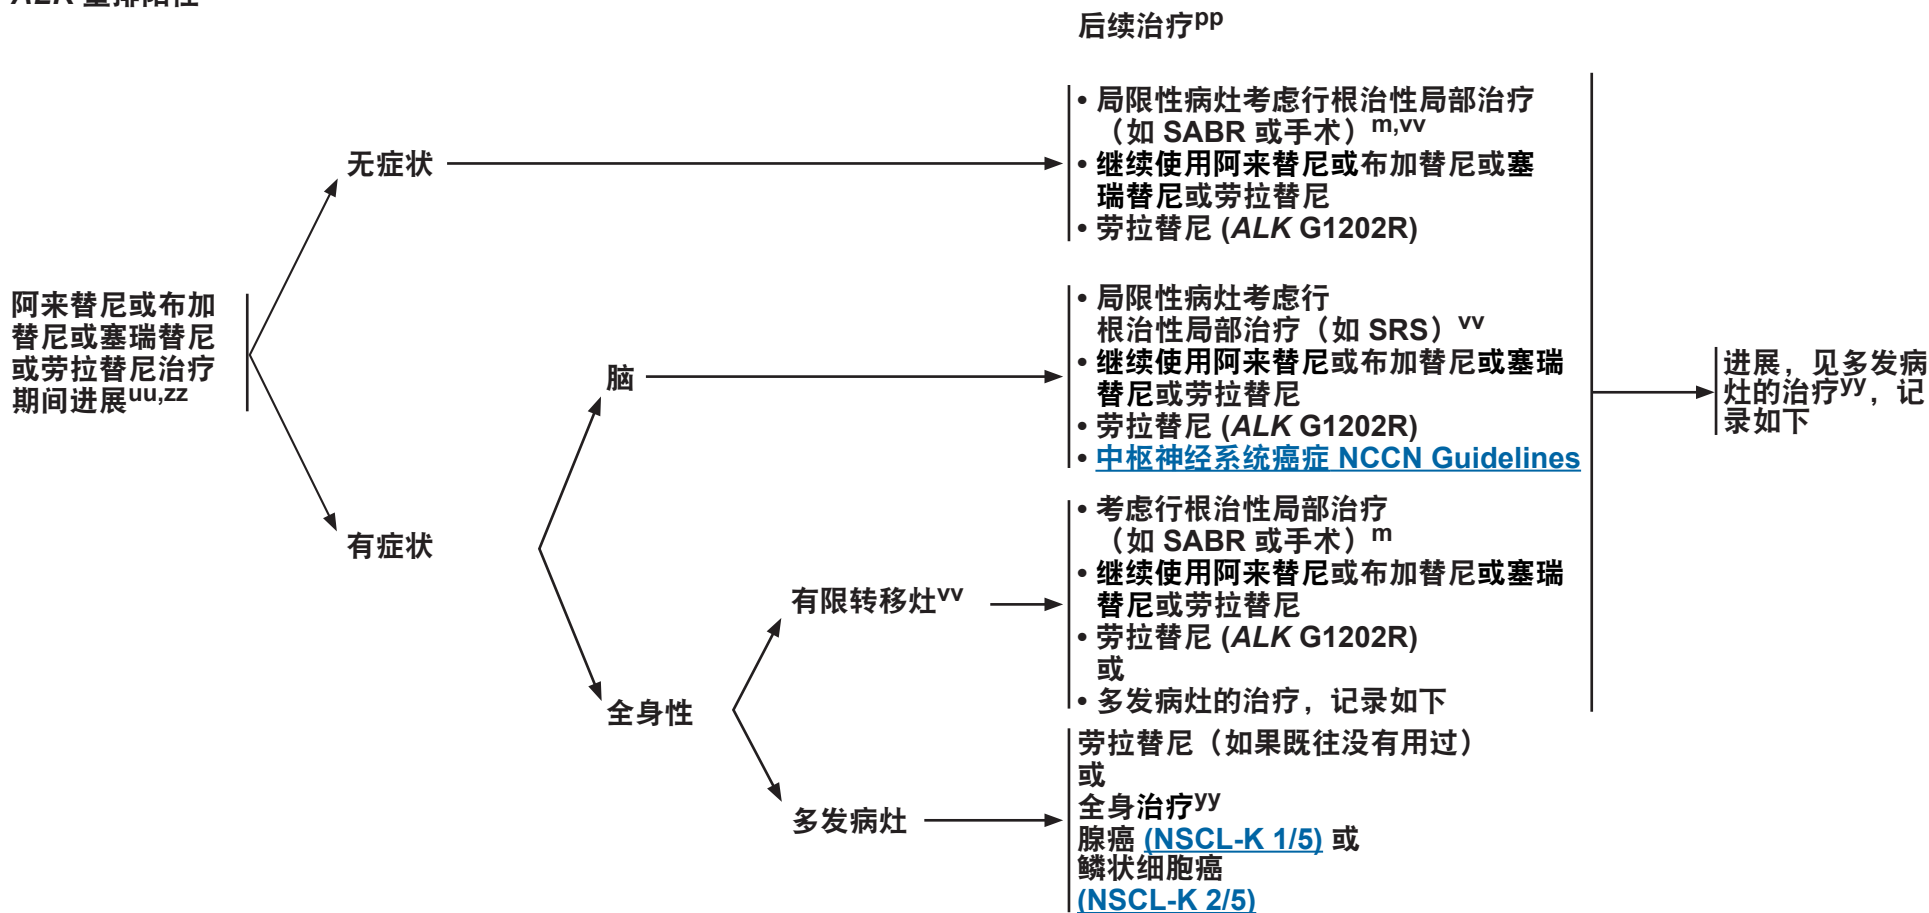 ALK 重排阳性
后续治疗pp
无症状
• 局限性病灶考虑行根治性局部治疗
（如 SABR 或手术）m,vv
• 继续使用阿来替尼或布加替尼或塞
瑞替尼或劳拉替尼
• 劳拉替尼 (ALK G1202R)
阿来替尼或布加
替尼或塞瑞替尼
或劳拉替尼治疗
期间进展uu,zz
有症状
脑
• 局限性病灶考虑行
根治性局部治疗（如 SRS）vv
• 继续使用阿来替尼或布加替尼或塞瑞
替尼或劳拉替尼
• 劳拉替尼 (ALK G1202R)
• 中枢神经系统癌症 NCCN Guidelines
全身性
有限转移灶vv
• 考虑行根治性局部治疗
（如 SABR 或手术）m
• 继续使用阿来替尼或布加替尼或塞瑞
替尼或劳拉替尼
• 劳拉替尼 (ALK G1202R)
或
• 多发病灶的治疗，记录如下
多发病灶
劳拉替尼（如果既往没有用过）
或
全身治疗yy
腺癌 (NSCL-K 1/5) 或
鳞状细胞癌
(NSCL-K 2/5)
进展，见多发病
灶的治疗yy，记
录如下